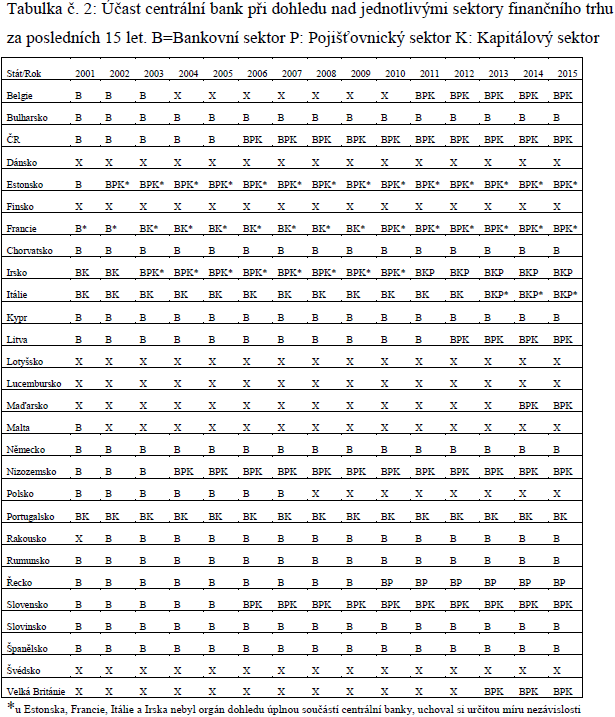 Tabulka č. 2: Účast centrální bank při dohledu nad jednotlivými sektory finančního trhu
za posledních 15 let. B=Bankovní sektor P: Pojišťovnický sektor K: Kapitálový sektor
Stát/Rok 2001 2002 2003 2004 2005 2006 2007 2008 2009 2010 2011 2012 2013 2014 2015
Belgie B B B X X X X X X X BPK BPK BPK BPK BPK
Bulharsko B B B B B B B B B B B B B B B
ČR B B B B B BPK BPK BPK BPK BPK BPK BPK BPK BPK BPK
Dánsko X X X X X X X X X X X X X X X
Estonsko B BPK* BPK* BPK* BPK* BPK* BPK* BPK* BPK* BPK* BPK* BPK* BPK* BPK* BPK*
Finsko X X X X X X X X X X X X X X X
Francie B* B* BK* BK* BK* BK* BK* BK* BK* BPK* BPK* BPK* BPK* BPK* BPK*
Chorvatsko B B B B B B B B B B B B B B B
Irsko BK BK BPK* BPK* BPK* BPK* BPK* BPK* BPK* BPK* BKP BKP BKP BKP BKP
Itálie BK BK BK BK BK BK BK BK BK BK BK BK BKP* BKP* BKP*
Kypr B B B B B B B B B B B B B B B
Litva B B B B B B B B B B B BPK BPK BPK BPK
Lotyšsko X X X X X X X X X X X X X X X
Lucembursko X X X X X X X X X X X X X X X
Maďarsko X X X X X X X X X X X X X BPK BPK
Malta B X X X X X X X X X X X X X X
Německo B B B B B B B B B B B B B B B
Nizozemsko B B B BPK BPK BPK BPK BPK BPK BPK BPK BPK BPK BPK BPK
Polsko B B B B B B B X X X X X X X X
Portugalsko BK BK BK BK BK BK BK BK BK BK BK BK BK BK BK
Rakousko X B B B B B B B B B B B B B B
Rumunsko B B B B B B B B B B B B B B B
Řecko B B B B B B B B B BP BP BP BP BP BP
Slovensko B B B B B BPK BPK BPK BPK BPK BPK BPK BPK BPK BPK
Slovinsko B B B B B B B B B B B B B B B
Španělsko B B B B B B B B B B B B B B B
Švédsko X X X X X X X X X X X X X X X
Velká Británie X X X X X X X X X X X X BPK BPK BPK
*u Estonska, Francie, Itálie a Irska nebyl orgán dohledu úplnou součástí centrální banky, uchoval si určitou míru nezávislosti